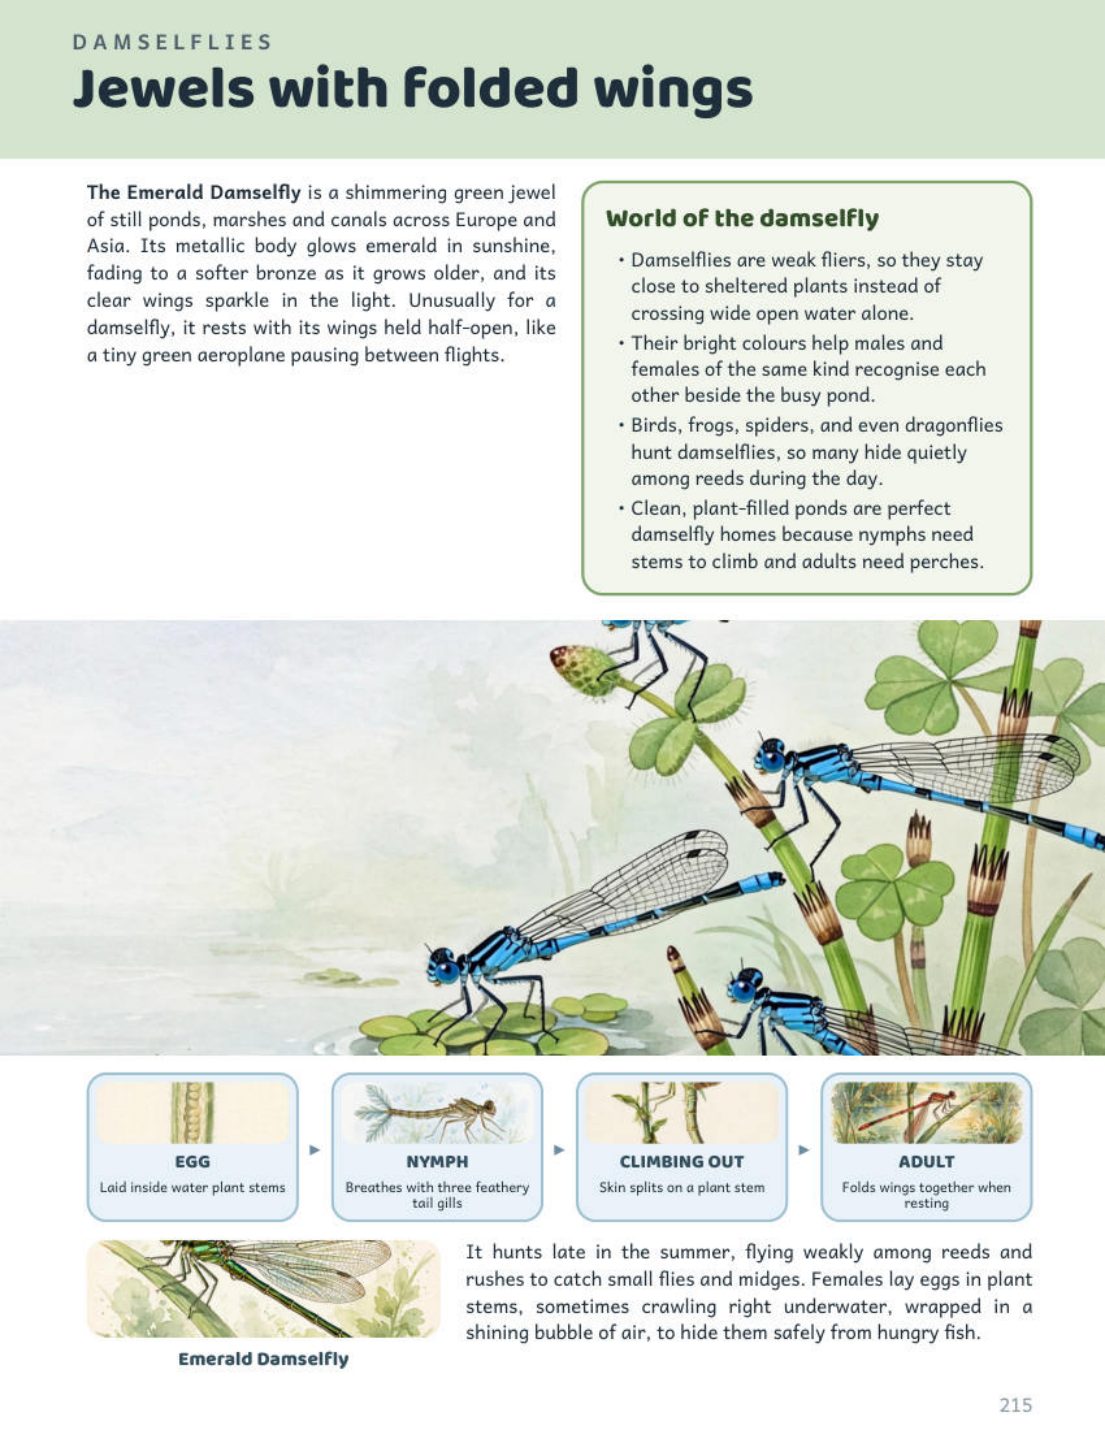 DAMSELFLIES
Jewels with folded wings
The Emerald Damselfly is a shimmering green jewel
of still ponds, marshes and canals across Europe and
Asia. Its metallic body glows emerald in sunshine,
fading to a softer bronze as it grows older, and its
clear wings sparkle in the light. Unusually for a
damselfly, it rests with its wings held half-open, like
a tiny green aeroplane pausing between flights.
World of the damselfly
• Damselflies are weak fliers, so they stay
close to sheltered plants instead of
crossing wide open water alone.
• Their bright colours help males and
females of the same kind recognise each
other beside the busy pond.
• Birds, frogs, spiders, and even dragonflies
hunt damselflies, so many hide quietly
among reeds during the day.
• Clean, plant-filled ponds are perfect
damselfly homes because nymphs need
stems to climb and adults need perches.
EGG
Laid inside water plant stems
NYMPH
Breathes with three feathery
tail gills
CLIMBING OUT
Skin splits on a plant stem
ADULT
Folds wings together when
resting
Emerald Damselfly
It hunts late in the summer, flying weakly among reeds and
rushes to catch small flies and midges. Females lay eggs in plant
stems, sometimes crawling right underwater, wrapped in a
shining bubble of air, to hide them safely from hungry fish.
215